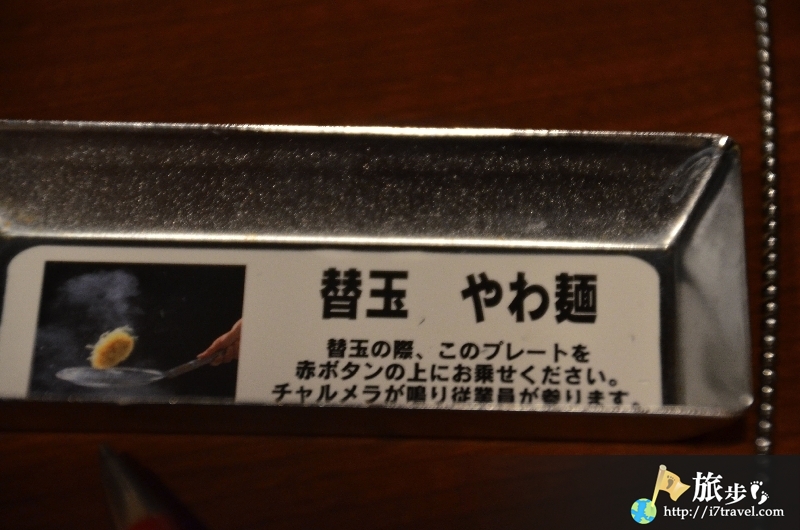 替玉　やわ麺
替玉の際、このプレートを
赤ボタンの上にお乗せください。
チャルメラが鳴り従業員が参ります。
旅步
http://i7travel.com